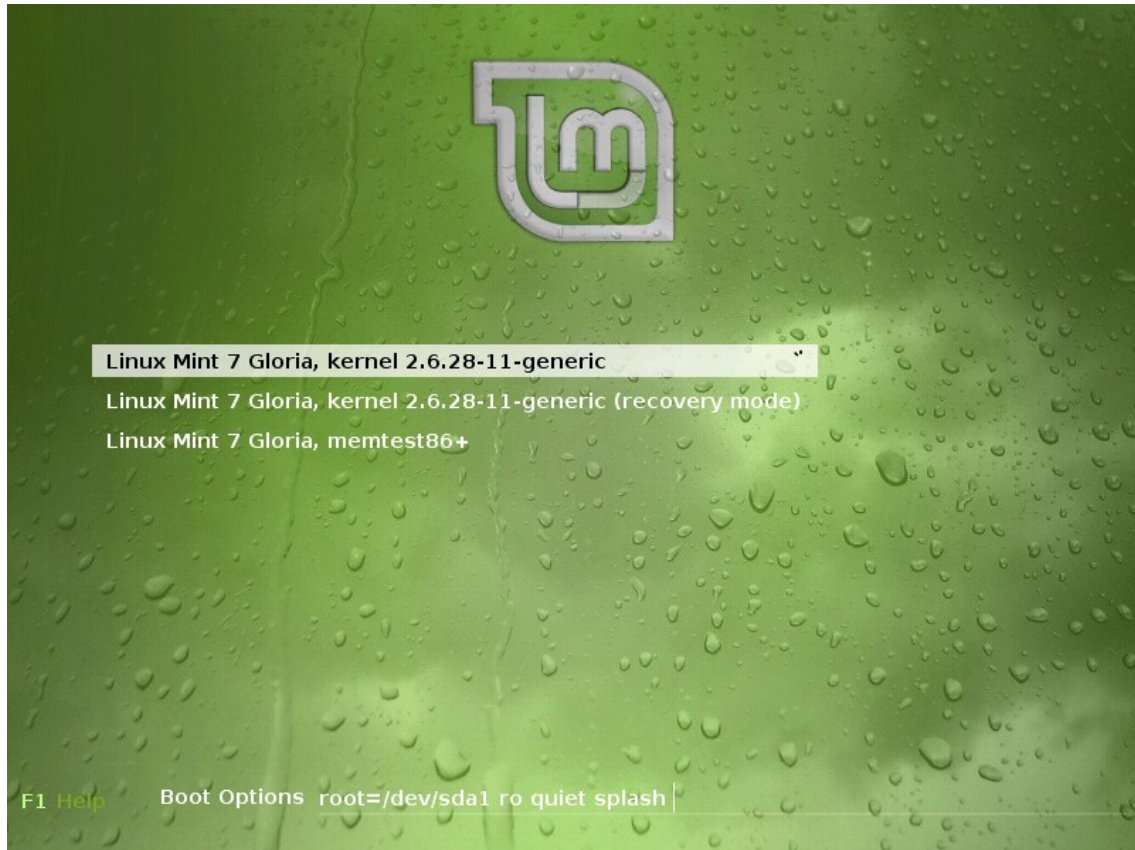 lm
Linux Mint 7 Gloria, kernel 2.6.28-11-generic
Linux Mint 7 Gloria, kernel 2.6.28-11-generic (recovery mode)
Linux Mint 7 Gloria, memtest86+
F1 Help Boot Options root=/dev/sda1 ro quiet splash